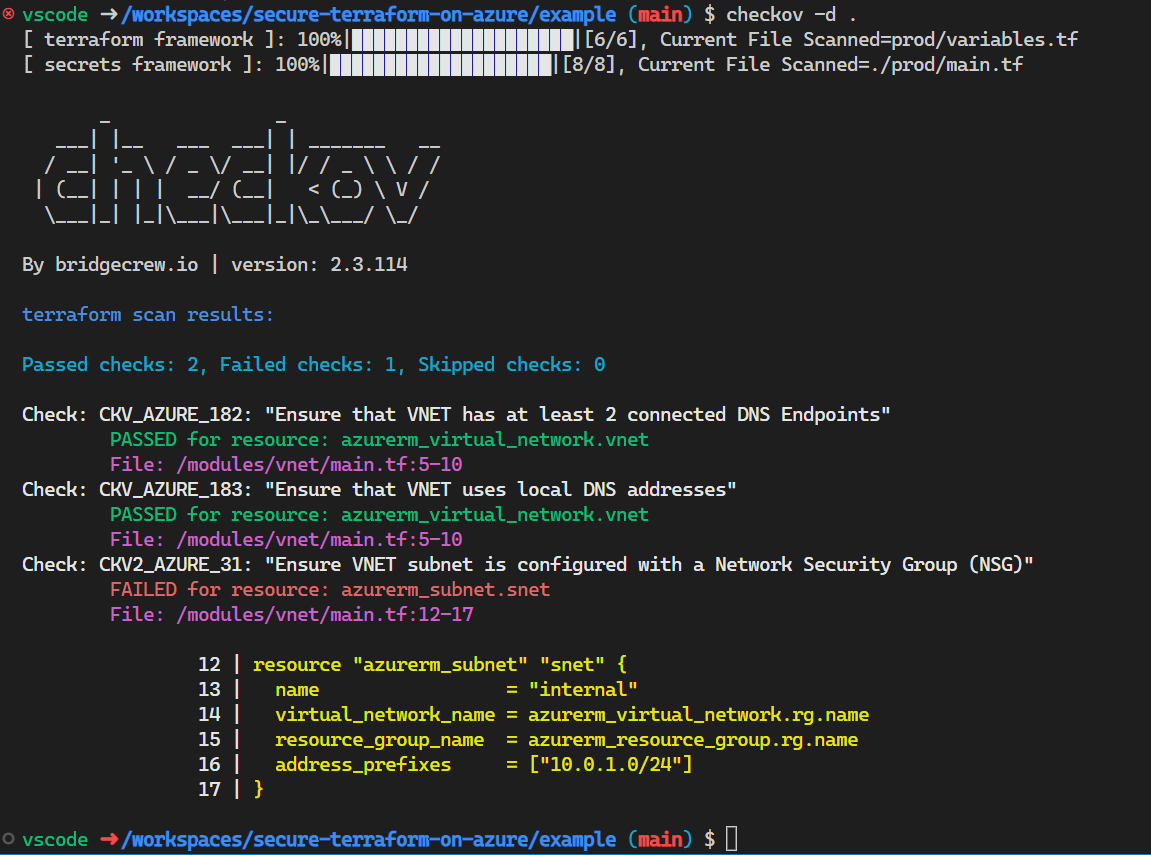 vscode → /workspaces/secure-terraform-on-azure/example (main) $ checkov -d .
[ terraform framework ]: 100%|████████████████████|[6/6], Current File Scanned=prod/variables.tf
[ secrets framework ]: 100%|████████████████████|[8/8], Current File Scanned=./prod/main.tf
       _               _
   ___| |__   ___  ___| | _______   __
  / __| '_ \ / _ \/ __| |/ / _ \ \ / /
 | (__| | | |  __/ (__|   < (_) \ V /
  \___|_| |_|\___|\___|_|\_\___/ \_/
By bridgecrew.io | version: 2.3.114
terraform scan results:
Passed checks: 2, Failed checks: 1, Skipped checks: 0
Check: CKV_AZURE_182: "Ensure that VNET has at least 2 connected DNS Endpoints"
        PASSED for resource: azurerm_virtual_network.vnet
        File: /modules/vnet/main.tf:5-10
Check: CKV_AZURE_183: "Ensure that VNET uses local DNS addresses"
        PASSED for resource: azurerm_virtual_network.vnet
        File: /modules/vnet/main.tf:5-10
Check: CKV2_AZURE_31: "Ensure VNET subnet is configured with a Network Security Group (NSG)"
        FAILED for resource: azurerm_subnet.snet
        File: /modules/vnet/main.tf:12-17
                12 | resource "azurerm_subnet" "snet" {
                13 |   name                 = "internal"
                14 |   virtual_network_name = azurerm_virtual_network.rg.name
                15 |   resource_group_name  = azurerm_resource_group.rg.name
                16 |   address_prefixes     = ["10.0.1.0/24"]
                17 | }
vscode → /workspaces/secure-terraform-on-azure/example (main) $